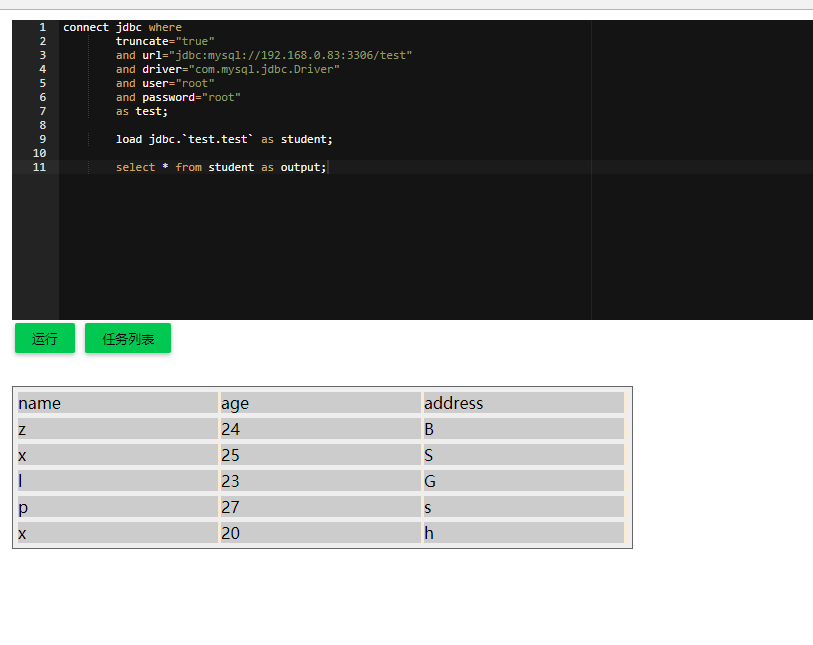 1 connect jdbc where
2 truncate="true"
3 and url="jdbc:mysql://192.168.0.83:3306/test"
4 and driver="com.mysql.jdbc.Driver"
5 and user="root"
6 and password="root"
7 as test;
8
9 load jdbc.`test.test` as student;
10
11 select * from student as output;
运行 任务列表
name age address
z 24 B
x 25 S
l 23 G
p 27 s
x 20 h